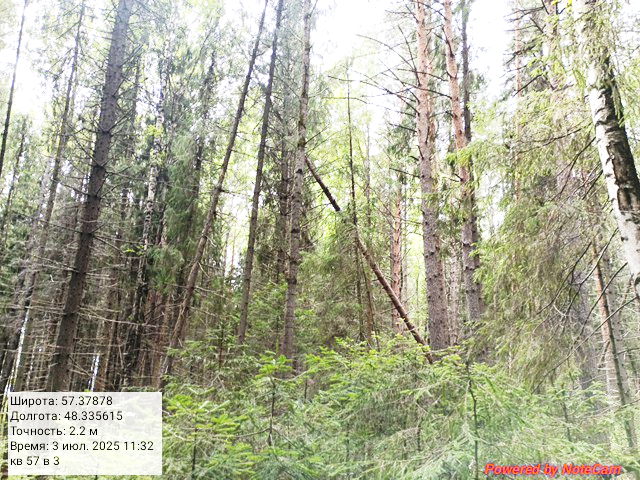 Широта: 57.37878
Долгота: 48.335615
Точность: 2.2 м
Время: 3 июл. 2025 11:32
кв 57 в 3
Powered by NoteCam